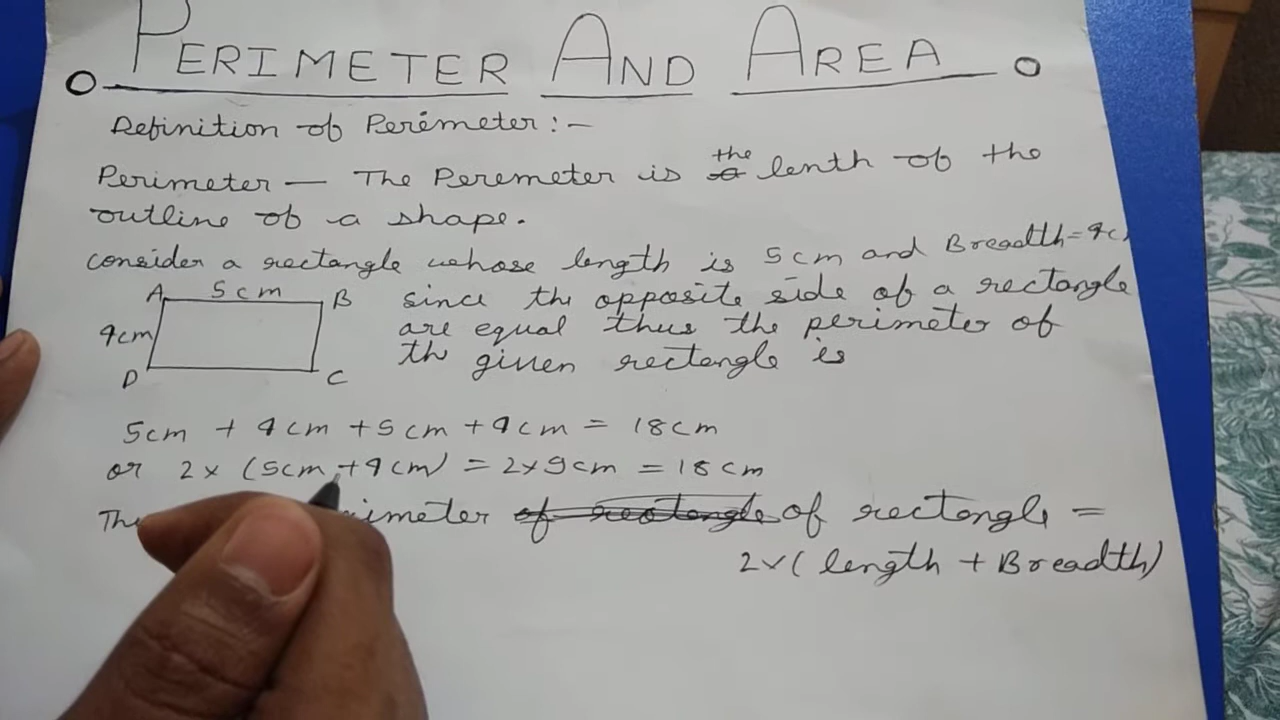 PERIMETER AND AREA
Definition of Perimeter :-
Perimeter — The Peremeter is the lenth of the
outline of a shape.
consider a rectangle whose length is 5cm and Breadth=4c
A 5cm B
4cm
D C
since the opposite side of a rectangle
are equal thus the perimeter of
th given rectangle is
5cm + 4cm + 5cm + 4cm = 18cm
or 2 × (5cm + 4cm) = 2×9cm = 18cm
of rectangle of rectangle =
2×( length + Breadth)